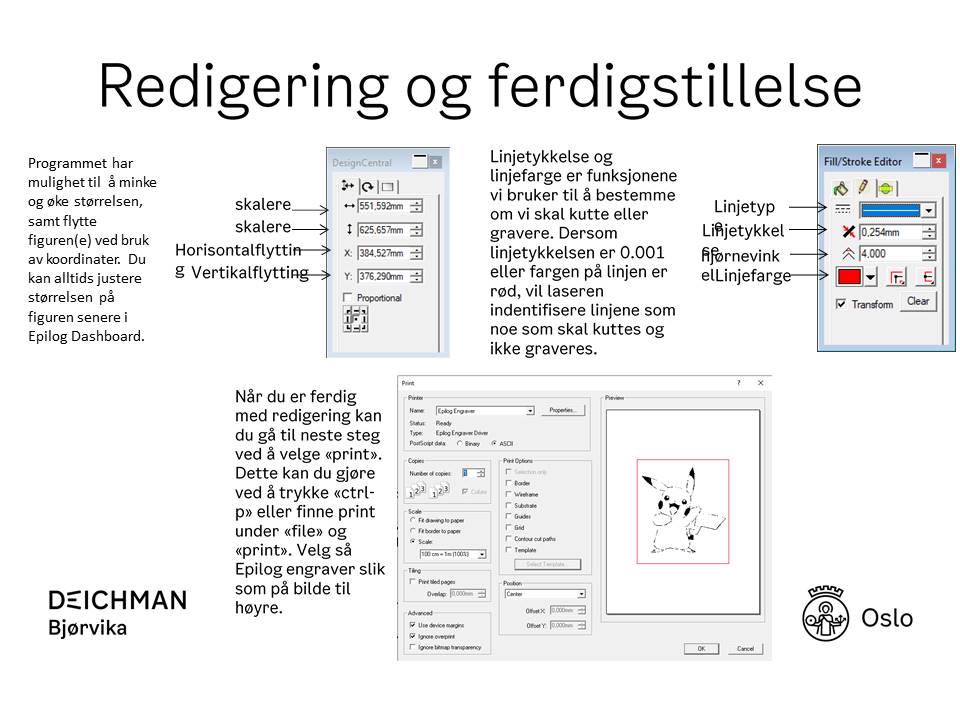 Redigering og ferdigstillelse
Programmet har
mulighet til å minke
og øke størrelsen,
samt flytte
figuren(e) ved bruk
av koordinater. Du
kan alltids justere
størrelsen på
figuren senere i
Epilog Dashboard.
skalere
skalere
Horisontalflyttin
g Vertikalflytting
DesignCentral
x
551,592mm
625,657mm
X: 384,527mm
Y: 376,290mm
Proportional
Linjetykkelse og
linjefarge er funksjonene
vi bruker til å bestemme
om vi skal kutte eller
gravere. Dersom
linjetykkelsen er 0.001
eller fargen på linjen er
rød, vil laseren
indentifisere linjene som
noe som skal kuttes og
ikke graveres.
Linjetyp
e
Linjetykkel
se
hjørnevink
elLinjefarge
Fill/Stroke Editor
x
0,254mm
4,000
Transform
Clear
Når du er ferdig
med redigering kan
du gå til neste steg
ved å velge «print».
Dette kan du gjøre
ved å trykke «ctrl-
p» eller finne print
under «file» og
«print». Velg så
Epilog engraver slik
som på bilde til
høyre.
Print
? X
Printer
Name: Epilog Engraver
Properties...
Status: Ready
Type: Epilog Engraver Driver
PostScript data: Binary ASCII
Copies
Number of copies: 1
1 2 3 1 2 3
Collate
Scale
Fit drawing to paper
Fit border to paper
Scale:
100 cm = 1m (100%)
Tiling
Print tiled pages
Overlap: 0,000mm
Advanced
Use device margins
Ignore overprint
Ignore bitmap transparency
Print Options
Selection only
Border
Wireframe
Substrate
Guides
Grid
Contour cut paths
Template
Select Template...
Position
Center
Offset X: 0,000mm
Offset Y: 0,000mm
Preview
OK
Cancel
DEICHMAN
Bjørvika
Oslo